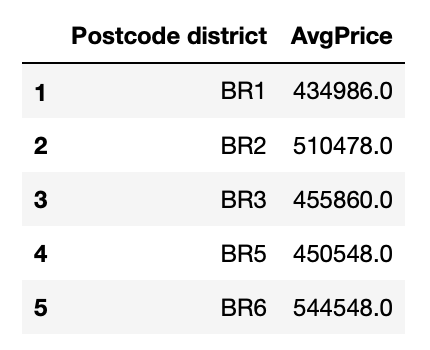 Postcode district AvgPrice
1 BR1 434986.0
2 BR2 510478.0
3 BR3 455860.0
4 BR5 450548.0
5 BR6 544548.0